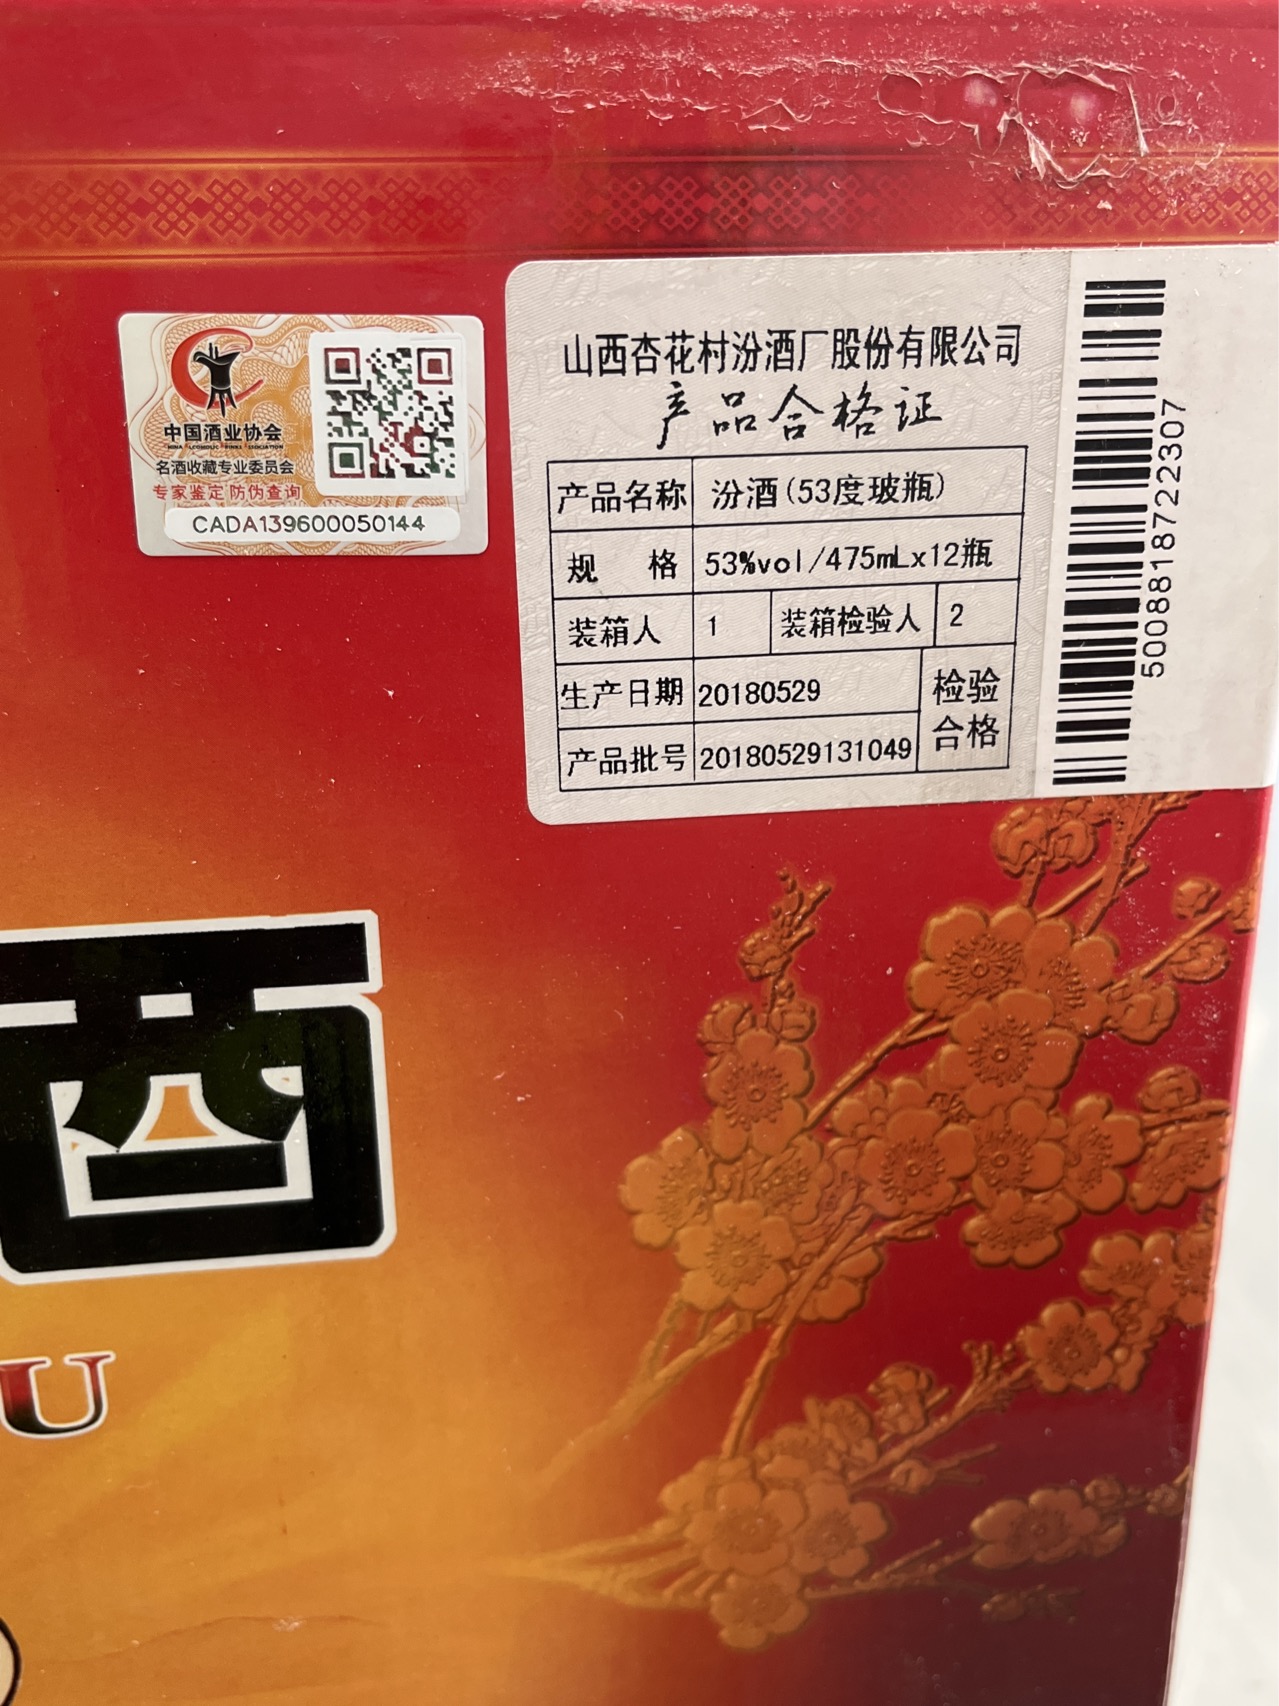 山西杏花村汾酒厂股份有限公司
产品合格证
产品名称 汾酒(53度玻瓶)
规 格 53%vol/475mLx12瓶
装箱人 1 装箱检验人 2
生产日期 20180529 检验合格
产品批号 20180529131049
5008818722307
中国酒业协会
名酒收藏专业委员会
专家鉴定 防伪查询
CADA139600050144
酒
U